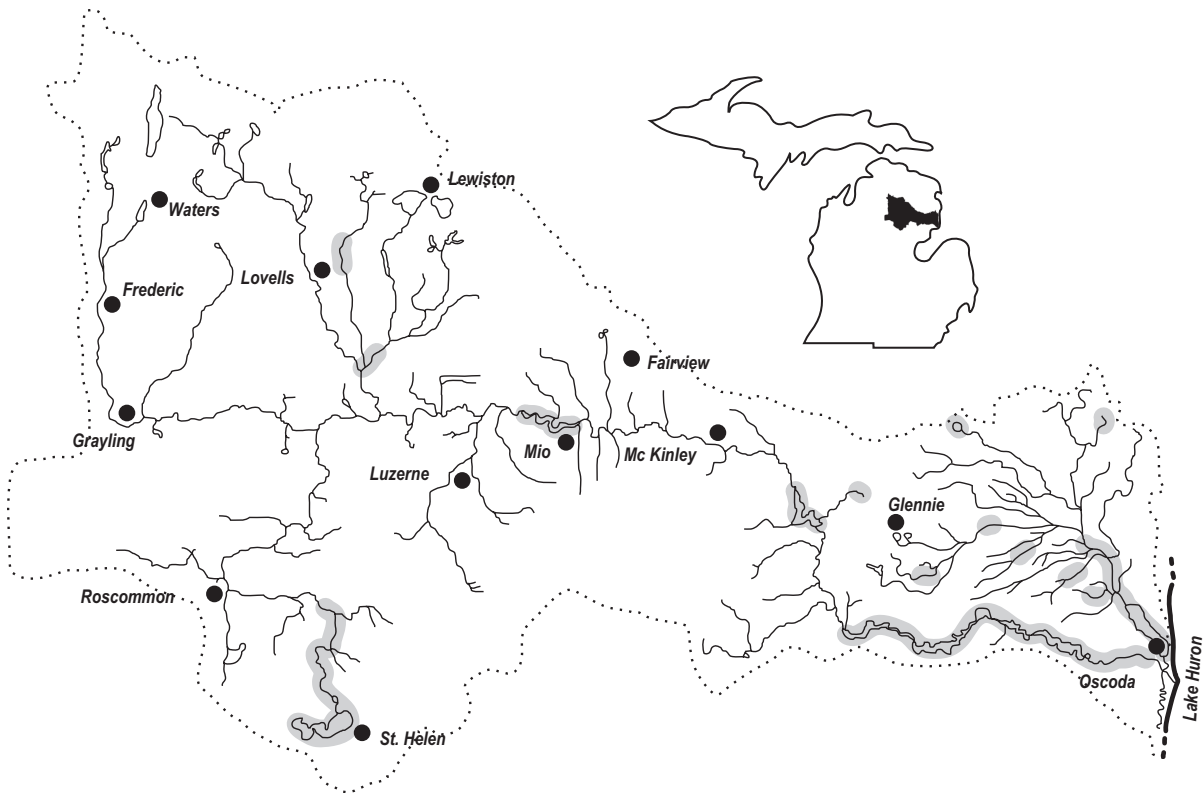 Lewiston
Waters
Lovells
Frederic
Fairview
Grayling
Mio
Mc Kinley
Luzerne
Glennie
Roscommon
Lake Huron
Oscoda
St. Helen